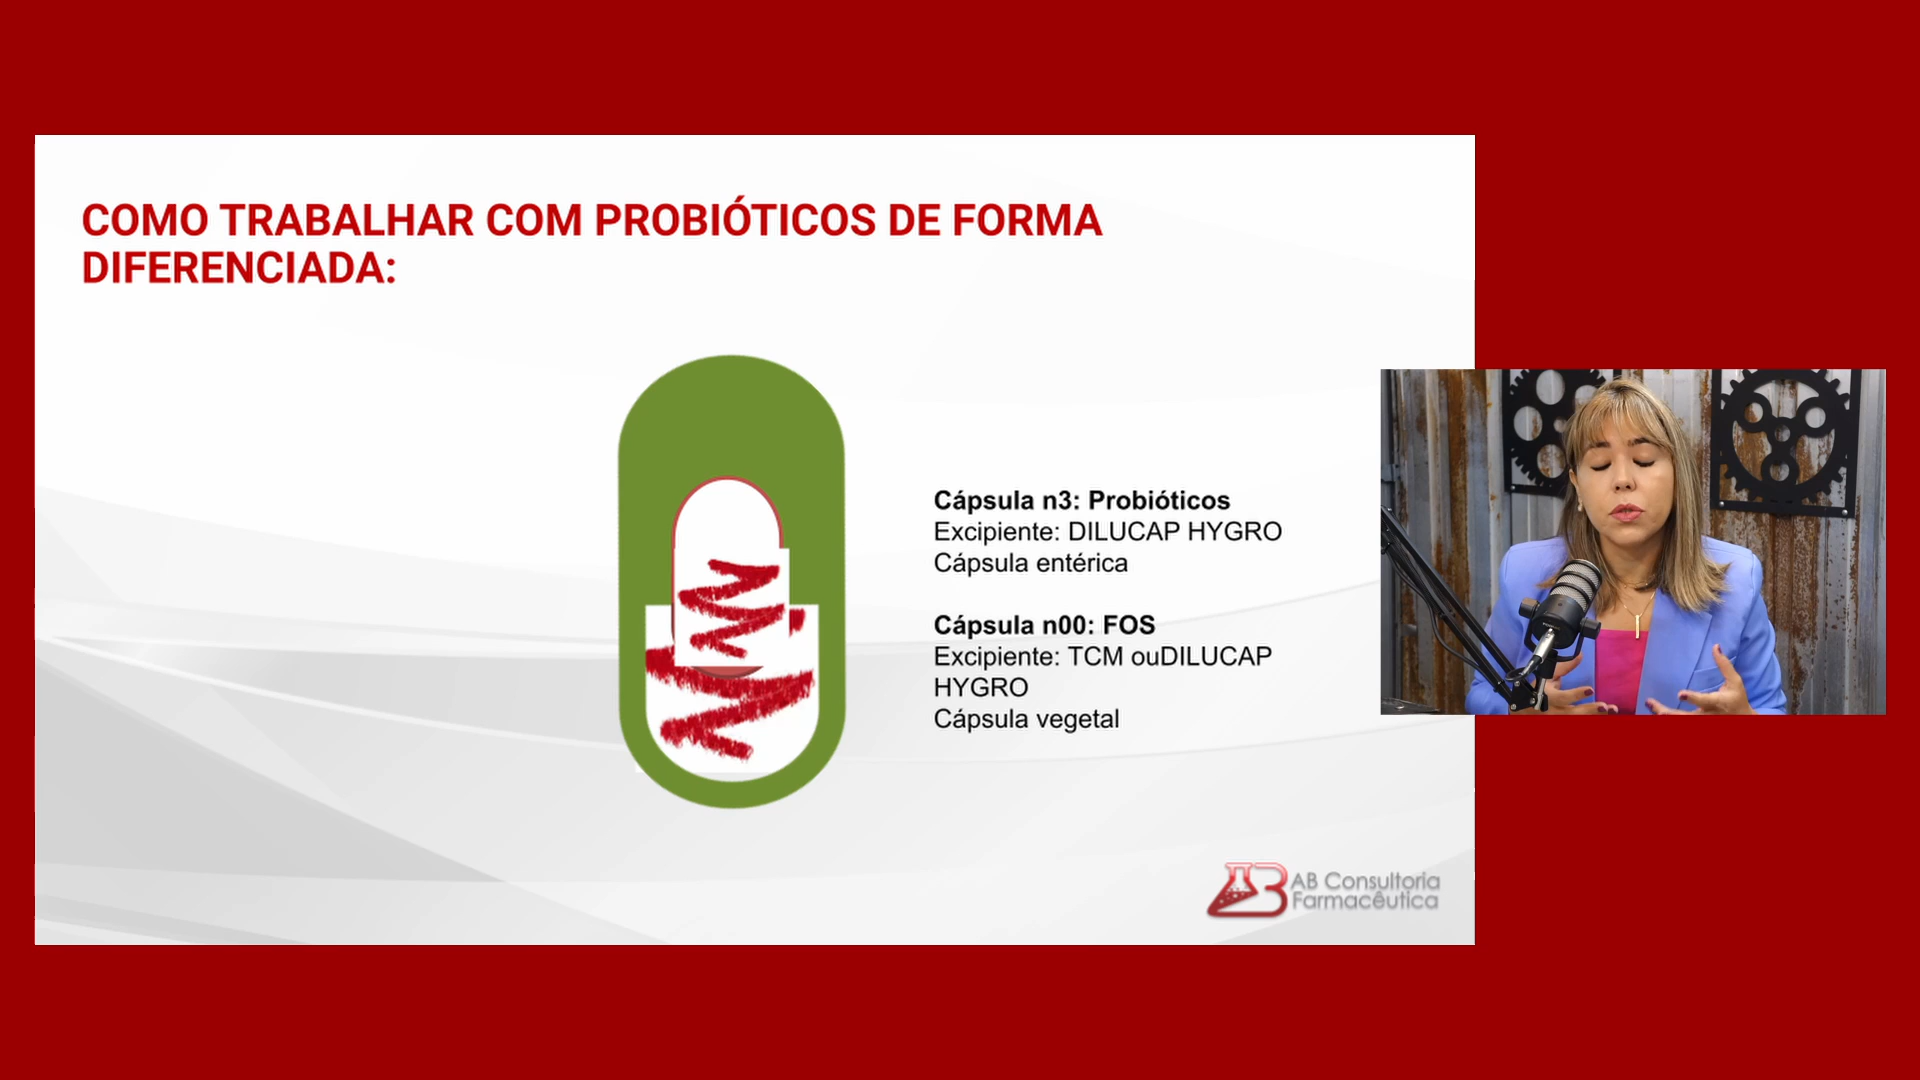 COMO TRABALHAR COM PROBIÓTICOS DE FORMA
DIFERENCIADA:
Cápsula n3: Probióticos
Excipiente: DILUCAP HYGRO
Cápsula entérica
Cápsula n00: FOS
Excipiente: TCM ouDILUCAP
HYGRO
Cápsula vegetal
AB Consultoria
Farmacêutica